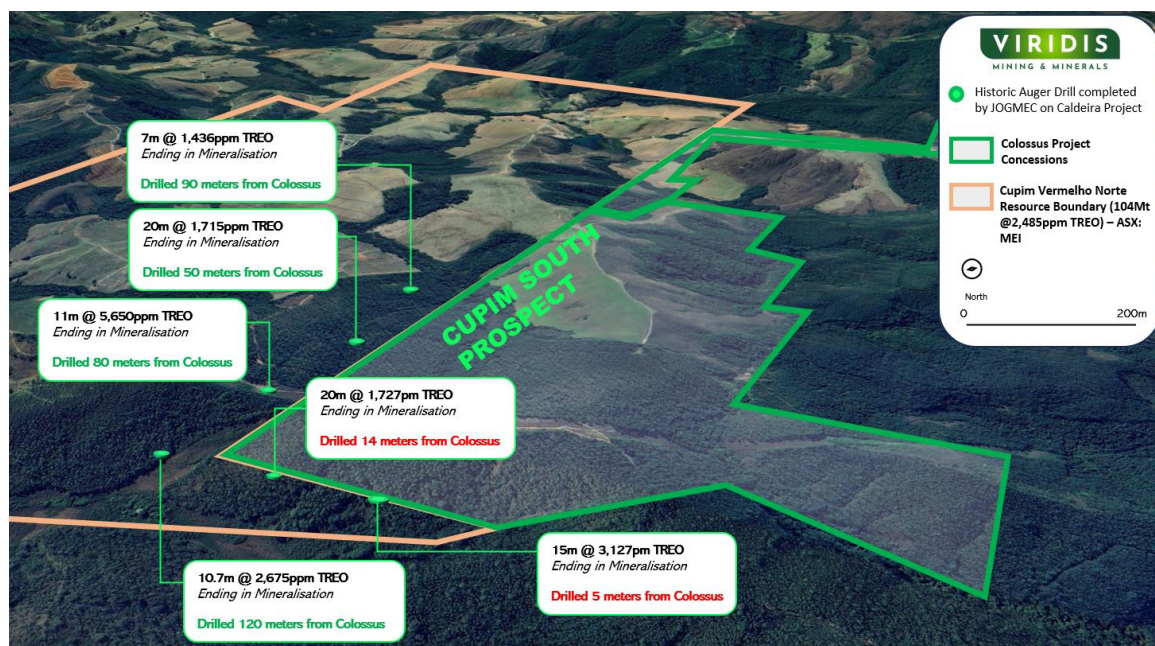 VIRIDIS
MINING & MINERALS
Historic Auger Drill completed
by JOGMEC on Caldeira Project
Colossus Project
Concessions
Cupim Vermelho Norte
Resource Boundary (104Mt
@2,485ppm TREO) – ASX:
MEI
North
0 200m
7m @ 1,436ppm TREO
Ending in Mineralisation
Drilled 90 meters from Colossus
20m @ 1,715ppm TREO
Ending in Mineralisation
Drilled 50 meters from Colossus
11m @ 5,650ppm TREO
Ending in Mineralisation
Drilled 80 meters from Colossus
CUPIM SOUTH
PROSPECT
20m @ 1,727pm TREO
Ending in Mineralisation
Drilled 14 meters from Colossus
15m @ 3,127pm TREO
Ending in Mineralisation
Drilled 5 meters from Colossus
10.7m @ 2,675ppm TREO
Ending in Mineralisation
Drilled 120 meters from Colossus